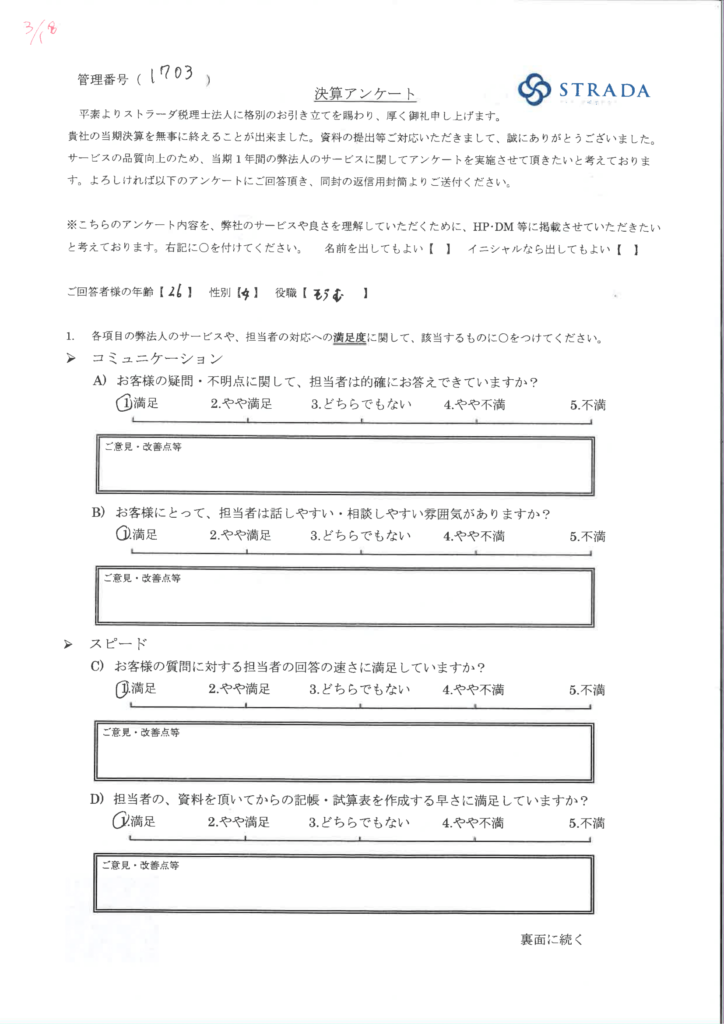 3/18
管理番号 ( 1703 )
STRADA
決算アンケート
平素よりストラーダ税理士法人に格別のお引き立てを賜わり、厚く御礼申し上げます。
貴社の当期決算を無事に終えることが出来ました。資料の提出等ご対応いただきまして、誠にありがとうございました。
サービスの品質向上のため、当期1年間の弊法人のサービスに関してアンケートを実施させて頂きたいと考えておりま
す。よろしければ以下のアンケートにご回答頂き、同封の返信用封筒よりご送付ください。
※こちらのアンケート内容を、弊社のサービスや良さを理解していただくために、HP・DM 等に掲載させていただきたい
と考えております。右記に○を付けてください。 名前を出してもよい【 】 イニシャルなら出してもよい【 】
ご回答者様の年齢【 26 】 性別【女】 役職【 そうむ 】
1. 各項目の弊法人のサービスや、担当者の対応への満足度に関して、該当するものに○をつけてください。
➢ コミュニケーション
A) お客様の疑問・不明点に関して、担当者は的確にお答えできていますか？
1.満足 2.やや満足 3.どちらでもない 4.やや不満 5.不満
ご意見・改善点等
B) お客様にとって、担当者は話しやすい・相談しやすい雰囲気がありますか？
1.満足 2.やや満足 3.どちらでもない 4.やや不満 5.不満
ご意見・改善点等
➢ スピード
C) お客様の質問に対する担当者の回答の速さに満足していますか？
1.満足 2.やや満足 3.どちらでもない 4.やや不満 5.不満
ご意見・改善点等
D) 担当者の、資料を頂いてからの記帳・試算表を作成する早さに満足していますか？
1.満足 2.やや満足 3.どちらでもない 4.やや不満 5.不満
ご意見・改善点等
裏面に続く